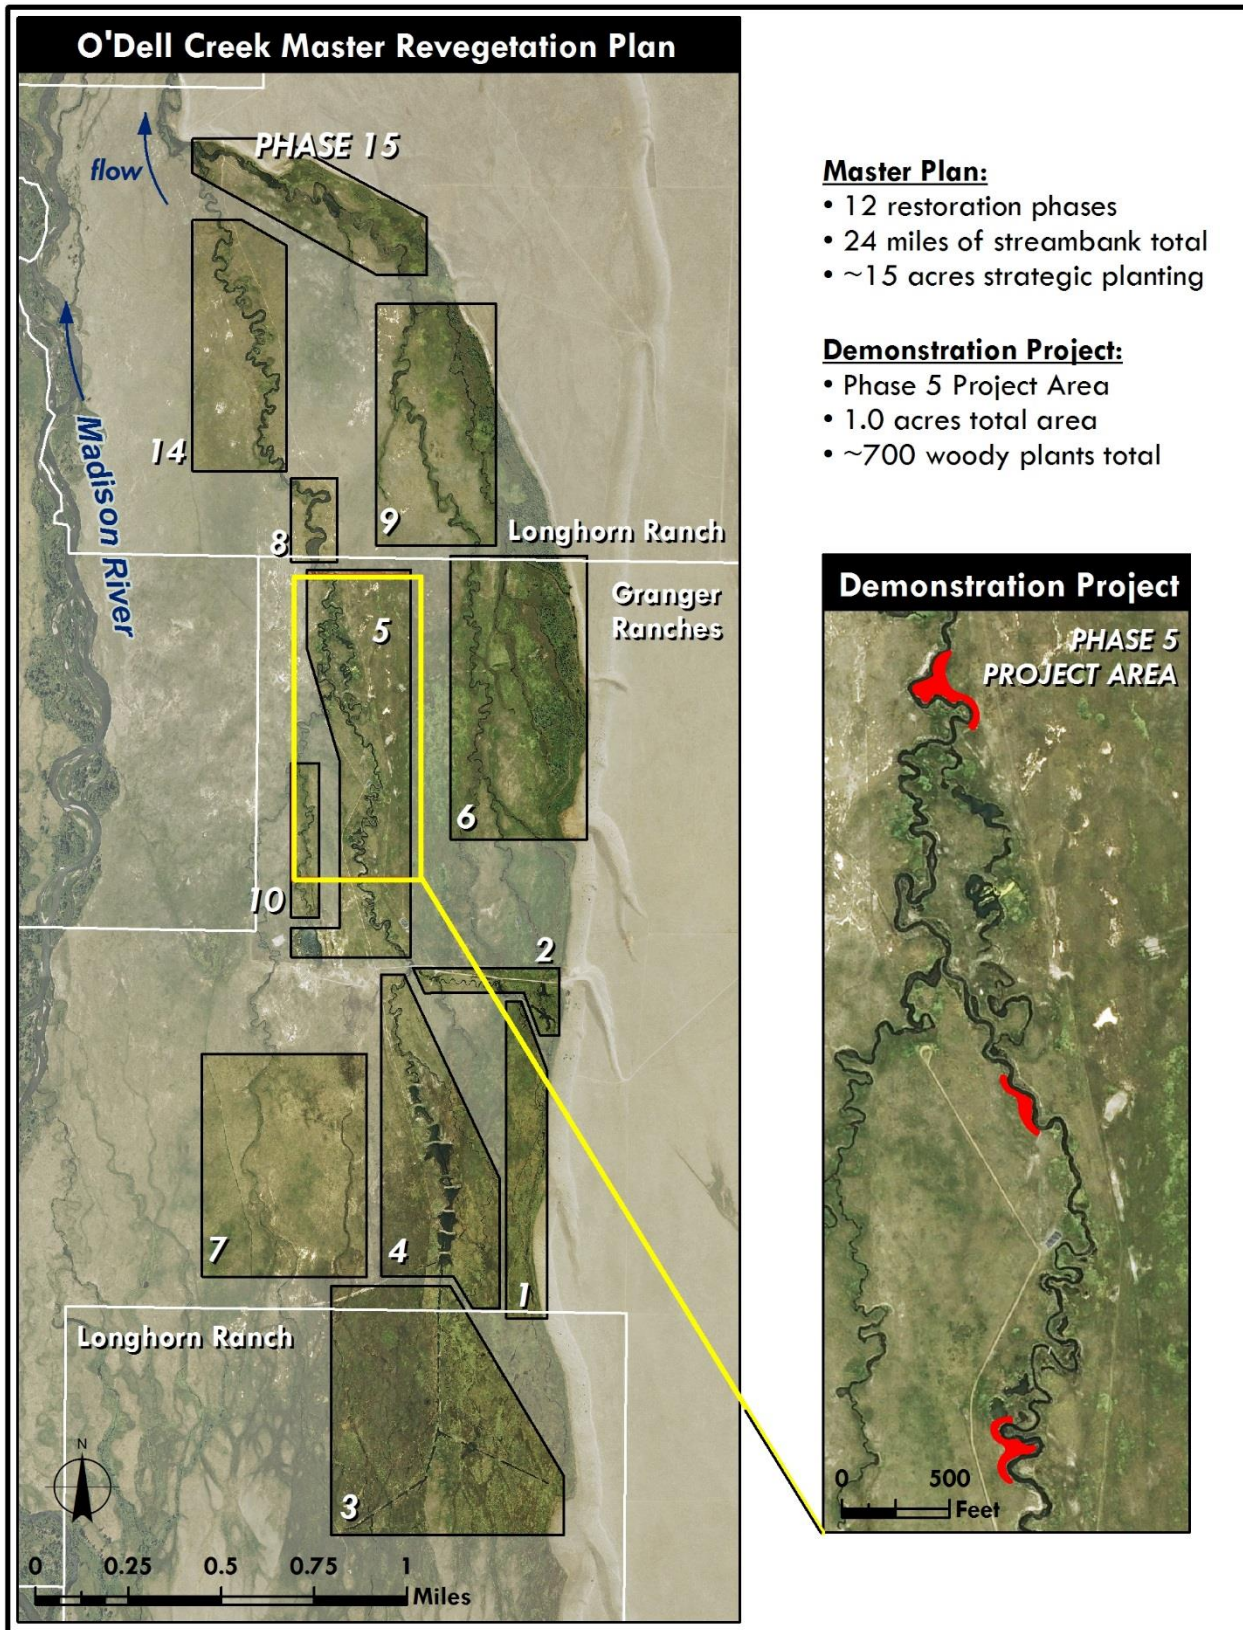 O'Dell Creek Master Revegetation Plan
PHASE 15
flow
14
Madison River
9
8
Longhorn Ranch
Granger
Ranches
5
6
10
2
7
4
1
Longhorn Ranch
3
N
0 0.25 0.5 0.75 1
Miles
Master Plan:
• 12 restoration phases
• 24 miles of streambank total
• ~15 acres strategic planting
Demonstration Project:
• Phase 5 Project Area
• 1.0 acres total area
• ~700 woody plants total
Demonstration Project
PHASE 5
PROJECT AREA
0 500
Feet